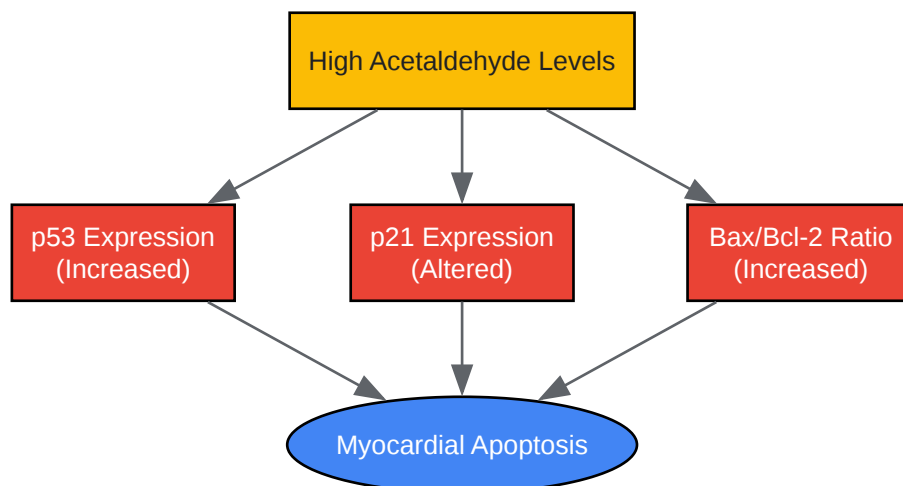 High Acetaldehyde Levels
p53 Expression
(Increased)
p21 Expression
(Altered)
Bax/Bcl-2 Ratio
(Increased)
Myocardial Apoptosis